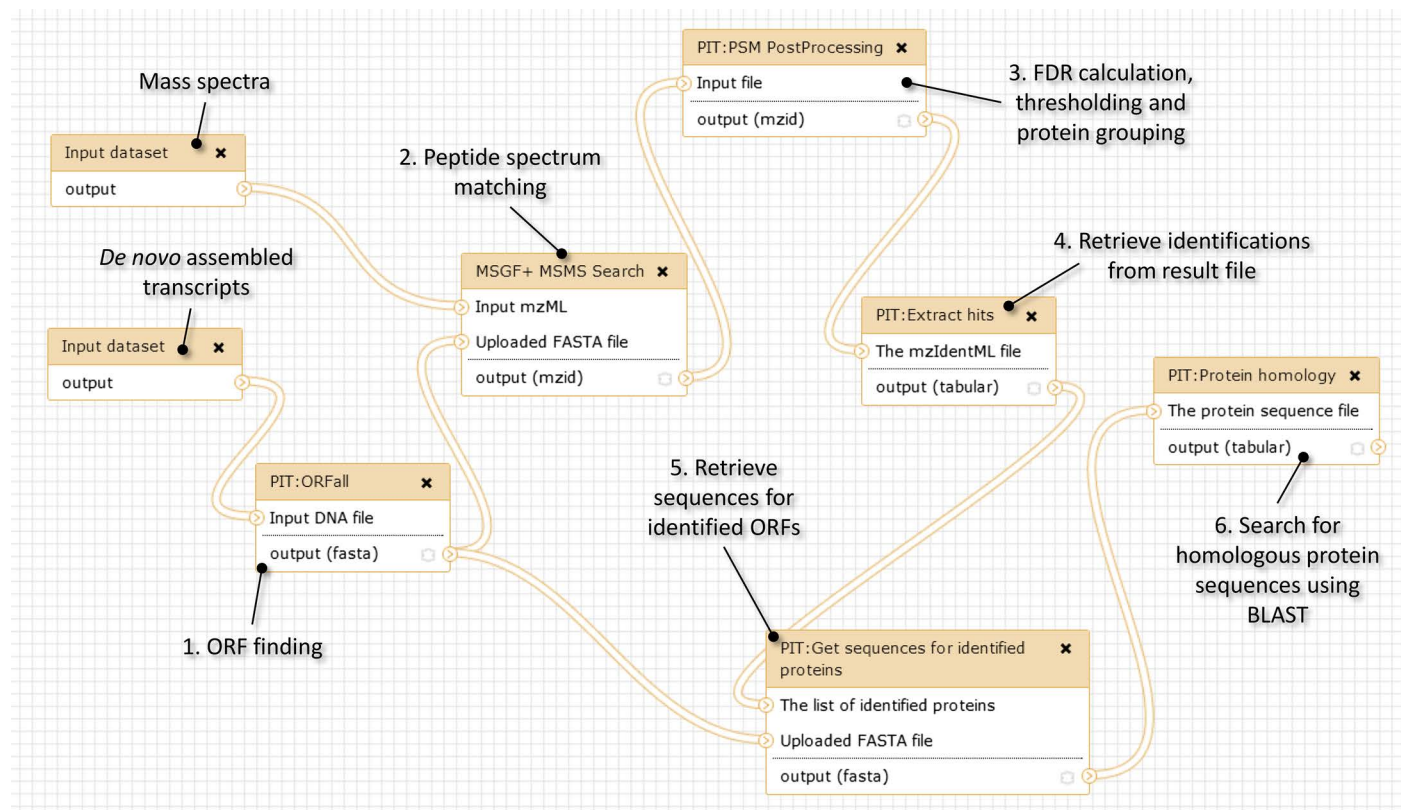 Mass spectra
Input dataset
output
De novo assembled
transcripts
Input dataset
output
PIT:ORFall
Input DNA file
output (fasta)
1. ORF finding
2. Peptide spectrum
matching
MSGF+ MSMS Search
Input mzML
Uploaded FASTA file
output (mzid)
PIT:PSM PostProcessing
Input file
output (mzid)
3. FDR calculation,
thresholding and
protein grouping
4. Retrieve identifications
from result file
PIT:Extract hits
The mzIdentML file
output (tabular)
5. Retrieve
sequences for
identified ORFs
PIT:Get sequences for identified
proteins
The list of identified proteins
Uploaded FASTA file
output (fasta)
PIT:Protein homology
The protein sequence file
output (tabular)
6. Search for
homologous protein
sequences using
BLAST